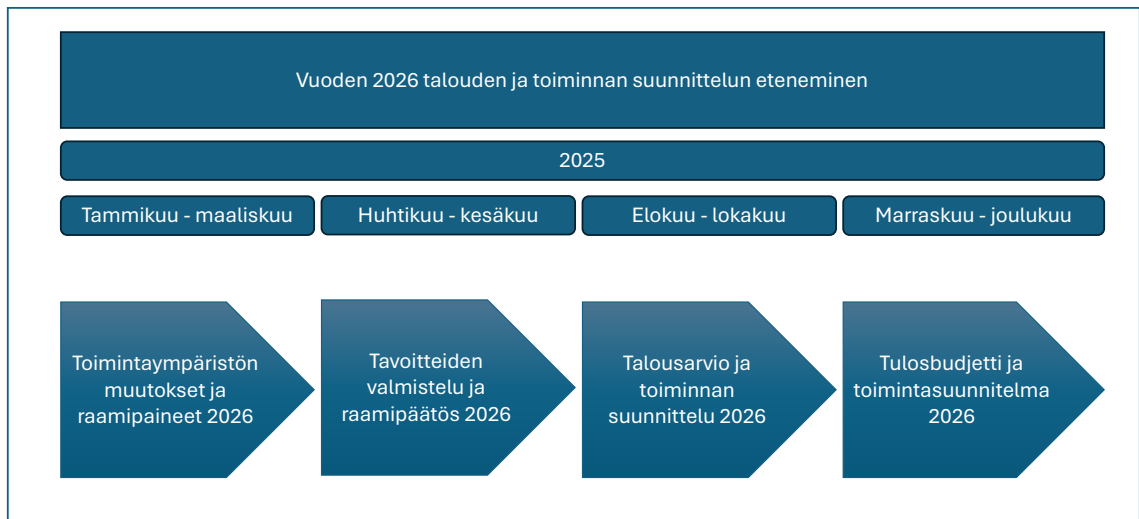 Vuoden 2026 talouden ja toiminnan suunnittelun eteneminen
2025
Tammikuu - maaliskuu
Huhtikuu - kesäkuu
Elokuu - lokakuu
Marraskuu - joulukuu
Toimintaympäristön
muutokset ja
raamipaineet 2026
Tavoitteiden
valmistelu ja
raamipäätös 2026
Talousarvio ja
toiminnan
suunnittelu 2026
Tulosbudjetti ja
toimintasuunnitelma
2026